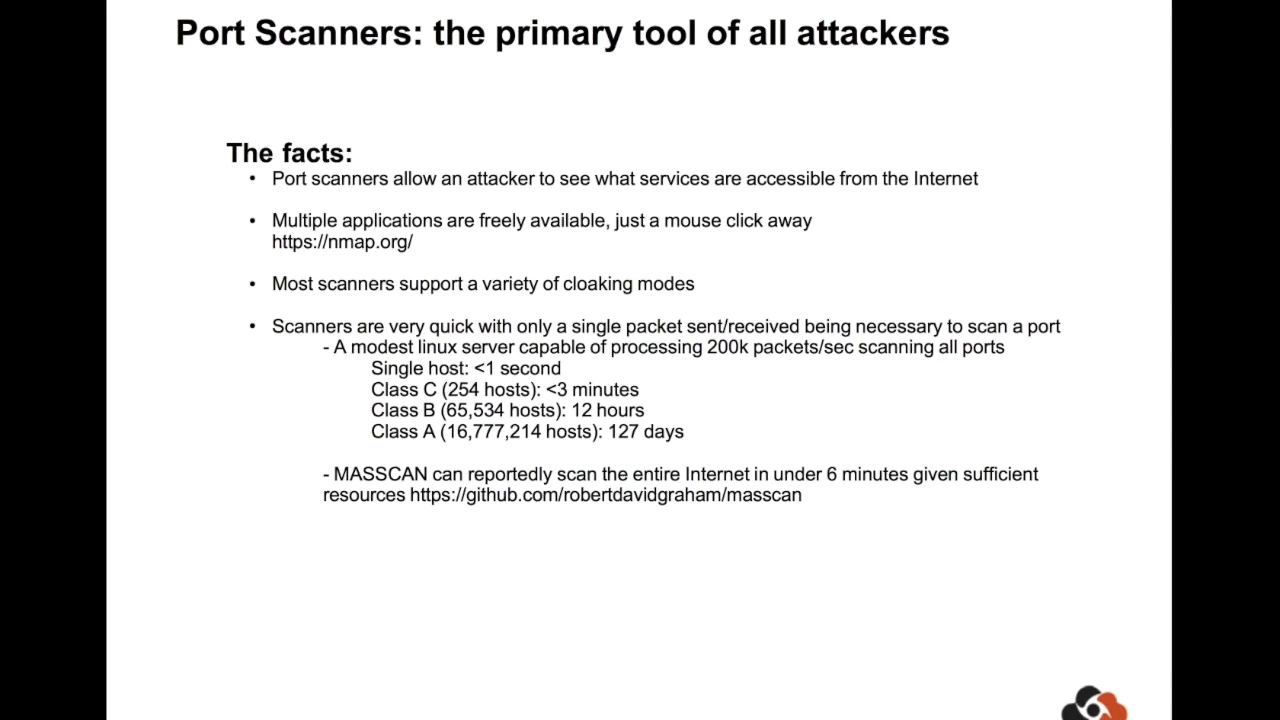 Port Scanners: the primary tool of all attackers
The facts:
• Port scanners allow an attacker to see what services are accessible from the Internet
• Multiple applications are freely available, just a mouse click away
https://nmap.org/
• Most scanners support a variety of cloaking modes
• Scanners are very quick with only a single packet sent/received being necessary to scan a port
- A modest linux server capable of processing 200k packets/sec scanning all ports
Single host: <1 second
Class C (254 hosts): <3 minutes
Class B (65,534 hosts): 12 hours
Class A (16,777,214 hosts): 127 days
- MASSCAN can reportedly scan the entire Internet in under 6 minutes given sufficient
resources https://github.com/robertdavidgraham/masscan